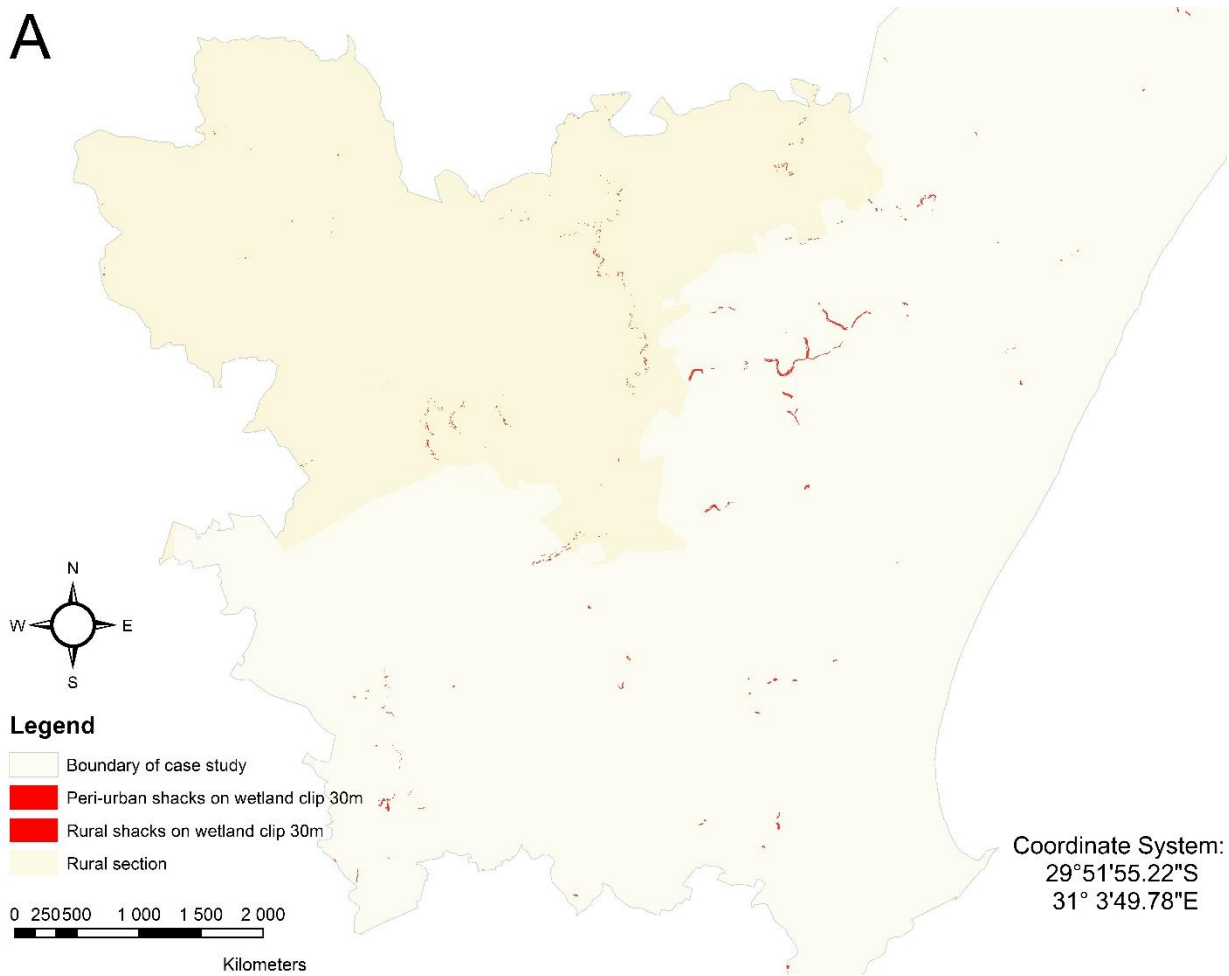 A
N
W E
S
Legend
Boundary of case study
Peri-urban shacks on wetland clip 30m
Rural shacks on wetland clip 30m
Rural section
0 250500 1 000 1 500 2 000
Kilometers
Coordinate System:
29°51'55.22"S
31° 3'49.78"E